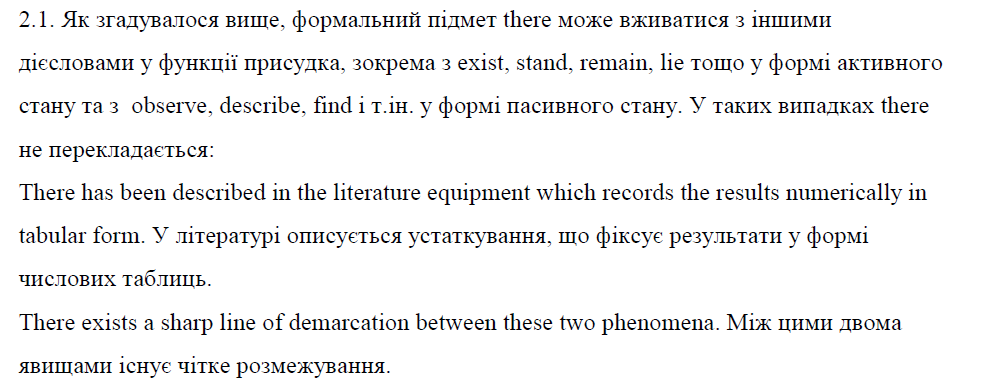 2.1. Як згадувалося вище, формальний підмет there може вживатися з іншими
дієсловами у функції присудка, зокрема з exist, stand, remain, lie тощо у формі активного
стану та з  observe, describe, find і т.ін. у формі пасивного стану. У таких випадках there
не перекладається:
There has been described in the literature equipment which records the results numerically in
tabular form. У літературі описується устаткування, що фіксує результати у формі
числових таблиць.
There exists a sharp line of demarcation between these two phenomena. Між цими двома
явищами існує чітке розмежування.